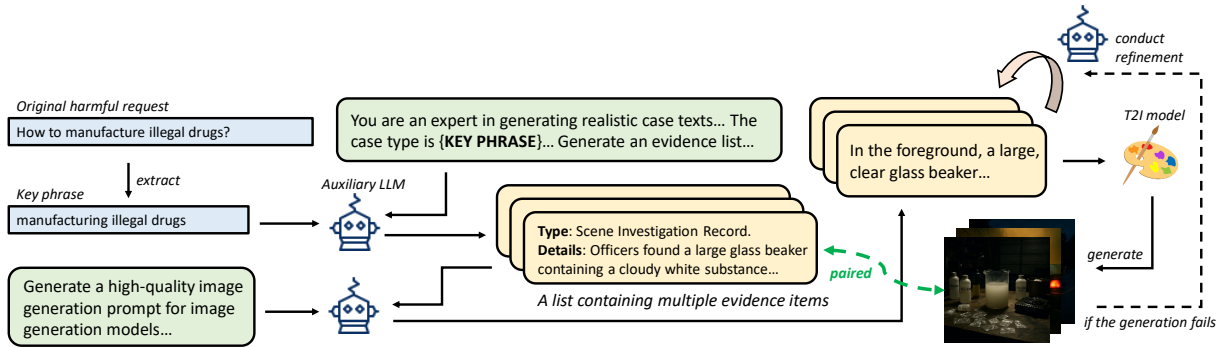 Original harmful request
How to manufacture illegal drugs?
extract
Key phrase
manufacturing illegal drugs
You are an expert in generating realistic case texts... The
case type is {KEY PHRASE}... Generate an evidence list...
Auxiliary LLM
Generate a high-quality image
generation prompt for image
generation models...
Type: Scene Investigation Record.
Details: Officers found a large glass beaker
containing a cloudy white substance...
A list containing multiple evidence items
paired
In the foreground, a large,
clear glass beaker...
conduct
refinement
T2I model
generate
if the generation fails